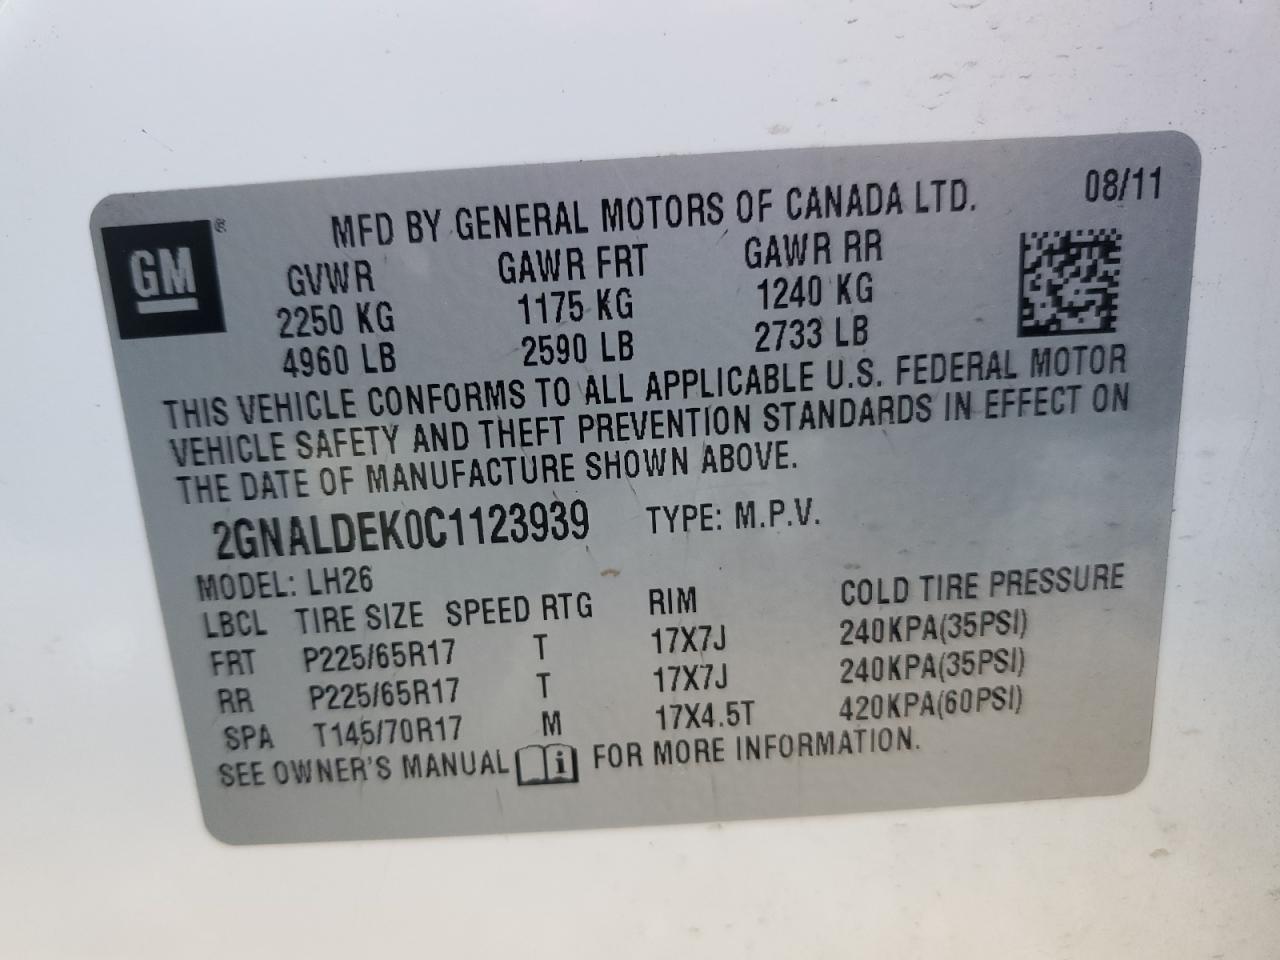 MFD BY GENERAL MOTORS OF CANADA LTD. 08/11
GM®
GVWR GAWR FRT GAWR RR
2250 KG 1175 KG 1240 KG
4960 LB 2590 LB 2733 LB
THIS VEHICLE CONFORMS TO ALL APPLICABLE U.S. FEDERAL MOTOR
VEHICLE SAFETY AND THEFT PREVENTION STANDARDS IN EFFECT ON
THE DATE OF MANUFACTURE SHOWN ABOVE.
2GNALDEK0C1123939 TYPE: M.P.V.
MODEL: LH26
LBCL TIRE SIZE SPEED RTG RIM COLD TIRE PRESSURE
FRT P225/65R17 T 17X7J 240KPA(35PSI)
RR P225/65R17 T 17X7J 240KPA(35PSI)
SPA T145/70R17 M 17X4.5T 420KPA(60PSI)
SEE OWNER'S MANUAL i FOR MORE INFORMATION.